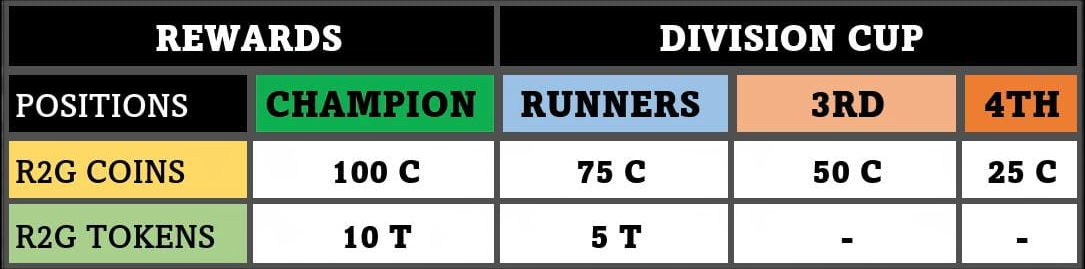 REWARDS DIVISION CUP
POSITIONS CHAMPION RUNNERS 3RD 4TH
R2G COINS 100 C 75 C 50 C 25 C
R2G TOKENS 10 T 5 T - -